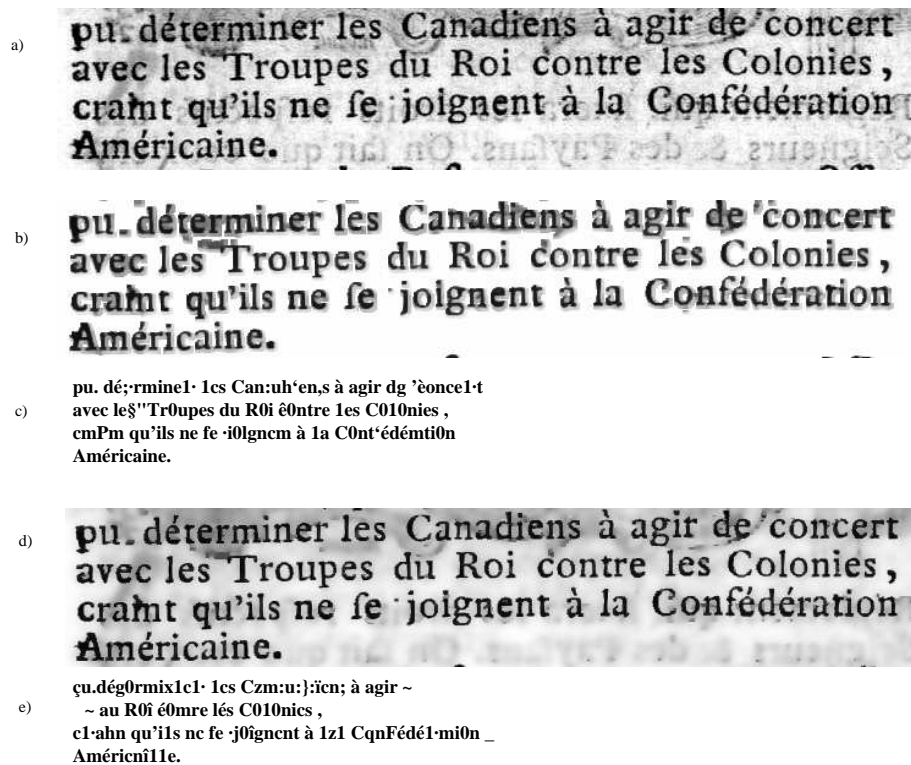 a)
pu. déterminer les Canadiens à agir de concert
avec les Troupes du Roi contre les Colonies ,
craint qu'ils ne ſe joignent à la Confédération
Américaine.
b)
pu. déterminer les Canadiens à agir de concert
avec les Troupes du Roi contre les Colonies ,
craint qu'ils ne ſe joignent à la Confédération
Américaine.
c)
pu. dé;·rmine1· 1cs Can:uh‘en,s à agir dg ’èonce1·t
avec le§"Tr0upes du R0i ê0ntre 1es C010nies ,
cmPm qu’ils ne fe ·i0lgncm à 1a C0nt‘édémti0n
Américaine.
d)
pu. déterminer les Canadiens à agir de concert
avec les Troupes du Roi contre les Colonies ,
craint qu'ils ne ſe joignent à la Confédération
Américaine.
e)
çu.dég0rmix1c1· 1cs Czm:u:}:ïcn; à agir ~
~ au R0î é0mre lés C010nics ,
c1·ahn qu’i1s nc fe ·j0îgncnt à 1z1 CqnFédé1·mi0n _
Américnî11e.